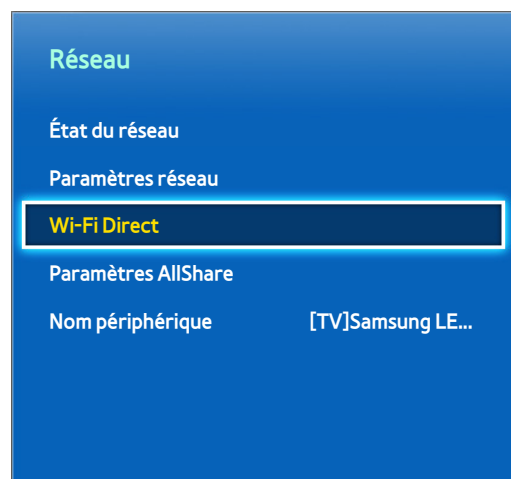 Réseau
État du réseau
Paramètres réseau
Wi-Fi Direct
Paramètres AllShare
Nom périphérique [TV]Samsung LE...